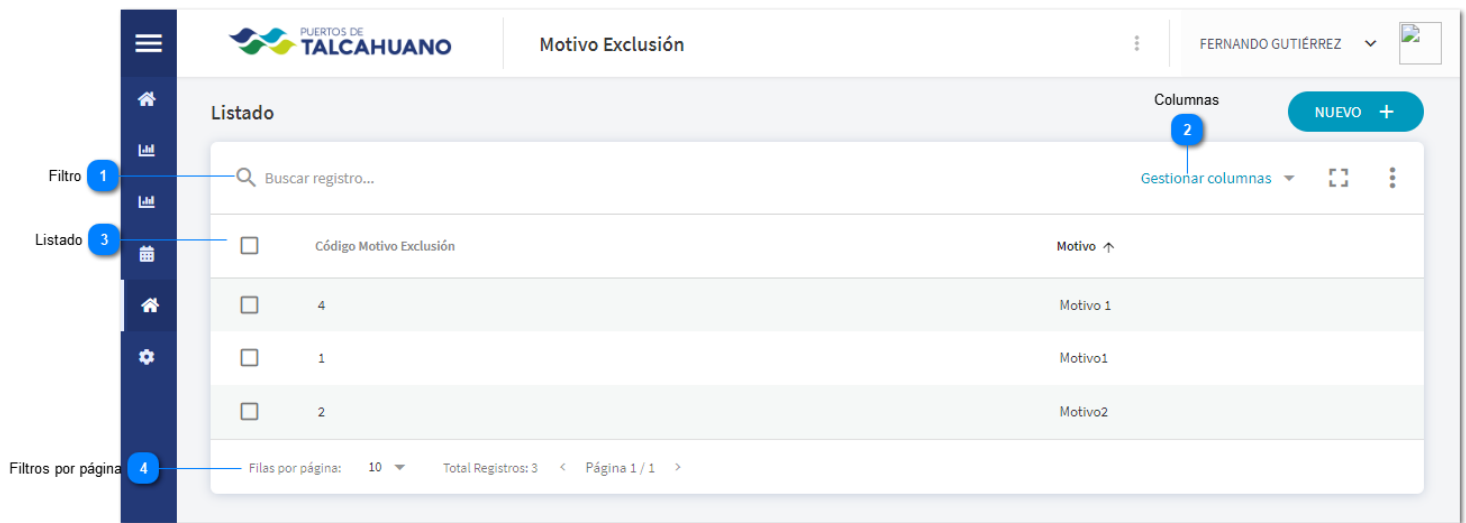 PUERTOS DE
TALCAHUANO
Motivo Exclusión
FERNANDO GUTIÉRREZ
Listado
Columnas
2
NUEVO +
Filtro 1
Buscar registro...
Gestionar columnas
Listado 3
Código Motivo Exclusión
Motivo ↑
4
Motivo 1
1
Motivo1
2
Motivo2
Filtros por página 4
Filas por página: 10
Total Registros: 3 < Página 1 / 1 >